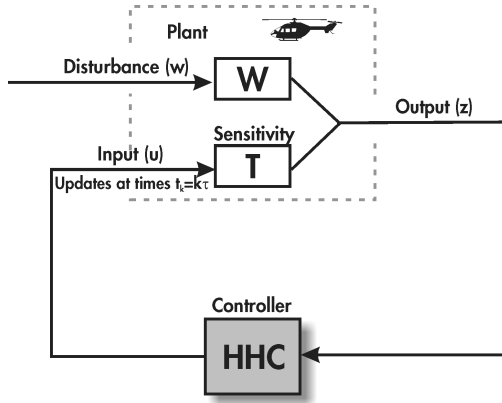 Plant
Disturbance (w)
W
Output (z)
Sensitivity
Input (u)
T
Updates at times tₖ=kτ
Controller
HHC